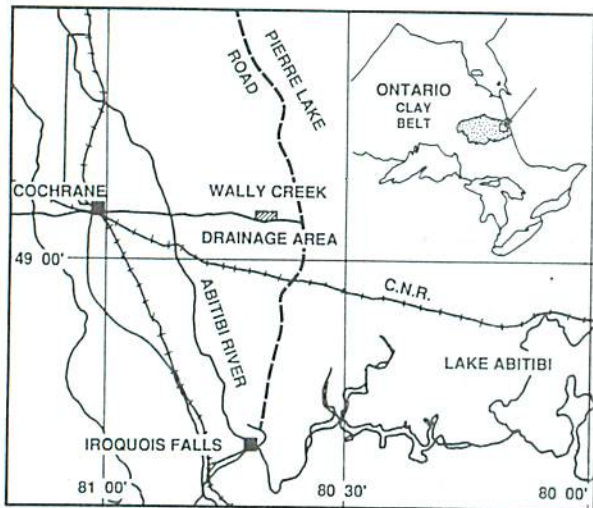 PIERRE LAKE
ROAD
ONTARIO
CLAY
BELT
COCHRANE
WALLY CREEK
DRAINAGE AREA
49 00'
C.N.R.
ABITIBI RIVER
LAKE ABITIBI
IROQUOIS FALLS
81 00'
80 30'
80 00'